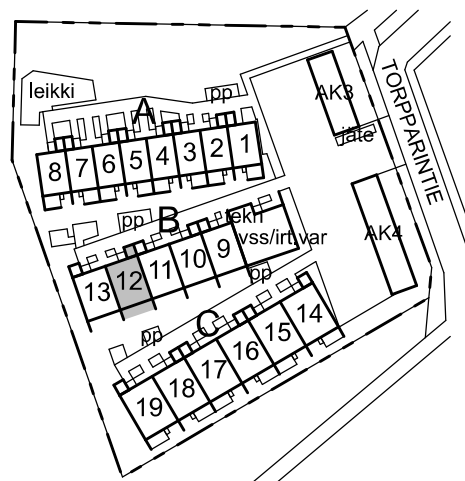 leikki
pp
A
AK3
TORPPARINTIE
jäte
8 7 6 5 4 3 2 1
pp
B
tekn
vss/irt.var
AK4
13 12 11 10 9
pp
C
pp
19 18 17 16 15 14